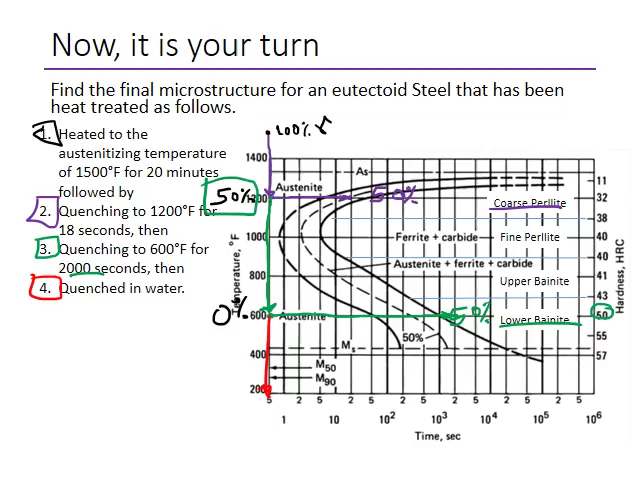 Now, it is your turn
Find the final microstructure for an eutectoid Steel that has been
heat treated as follows.
1. Heated to the
austenitizing temperature
of 1500°F for 20 minutes
followed by
2. Quenching to 1200°F for
18 seconds, then
3. Quenching to 600°F for
2000 seconds, then
4. Quenched in water.
100% γ
50%
50%
0%
50%
1400
1200
1000
800
600
400
200
Temperature, °F
As
Austenite
Ferrite + carbide
Austenite + ferrite + carbide
Austenite
Ms
50%
M50
M90
Coarse Perllite
Fine Perllite
Upper Bainite
Lower Bainite
11
32
38
40
40
41
43
50
55
57
Hardness, HRC
5 2 5 2 5 2 5 2 5 2 5 2 5
1 10 10² 10³ 10⁴ 10⁵ 10⁶
Time, sec